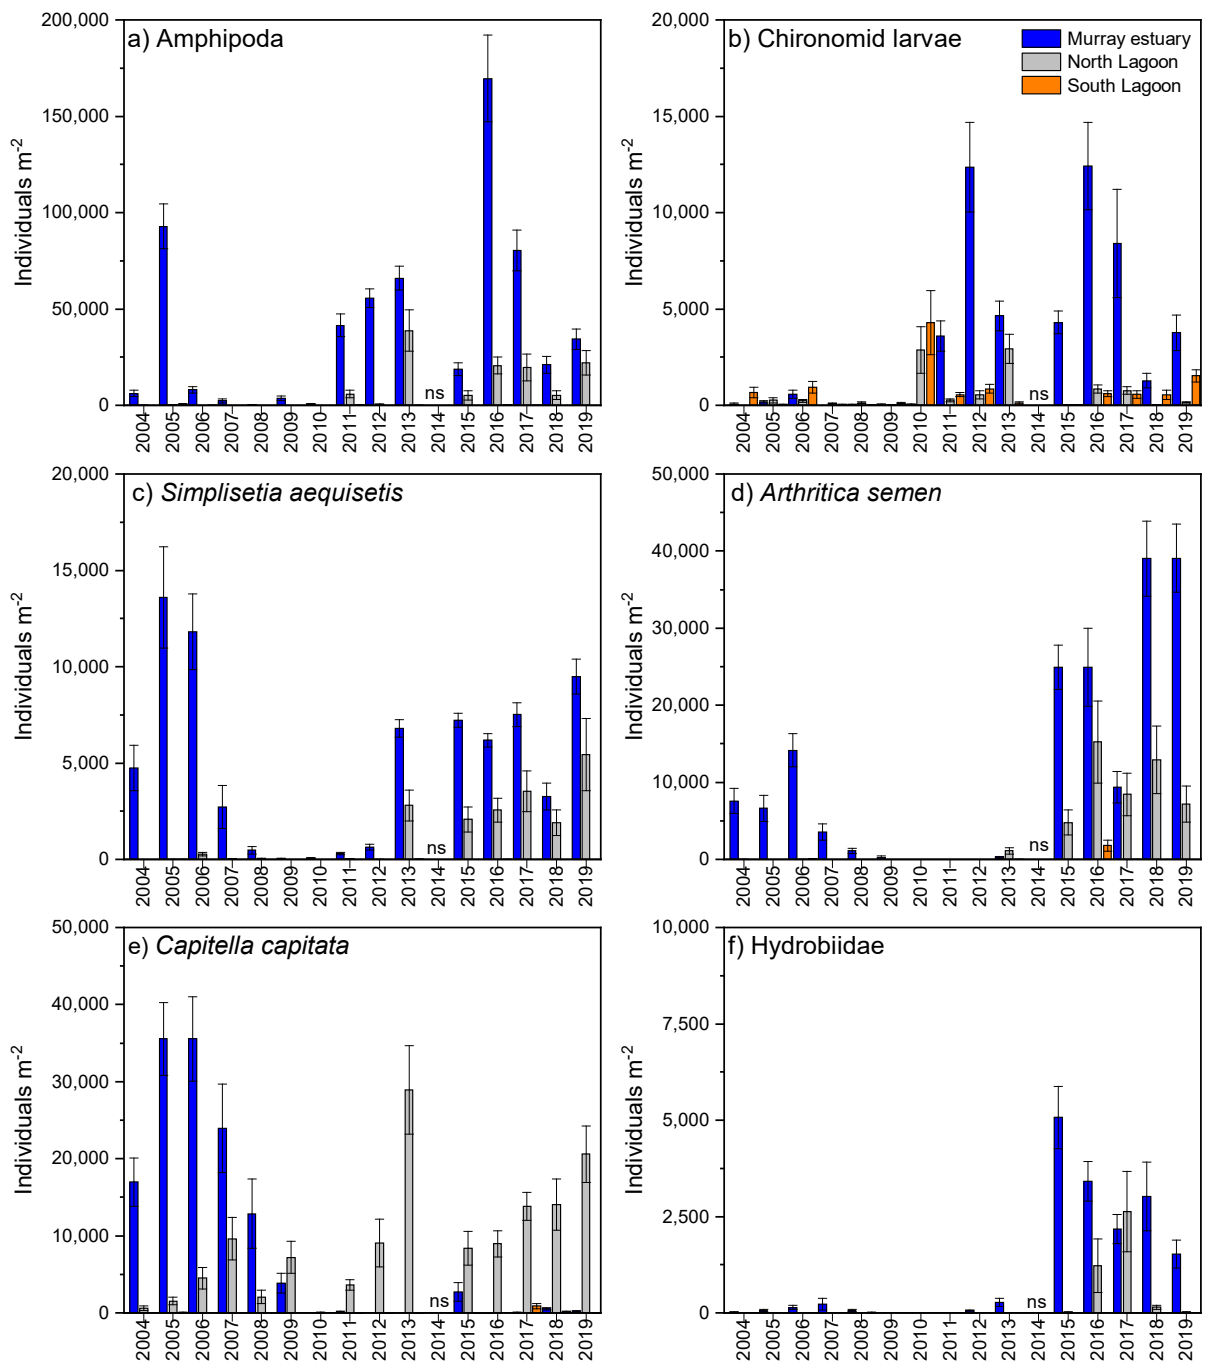 a) Amphipoda
200,000
150,000
100,000
50,000
0
Individuals m-2
ns
2004 2005 2006 2007 2008 2009 2010 2011 2012 2013 2014 2015 2016 2017 2018 2019
b) Chironomid larvae
Murray estuary
North Lagoon
South Lagoon
20,000
15,000
10,000
5,000
0
Individuals m-2
ns
2004 2005 2006 2007 2008 2009 2010 2011 2012 2013 2014 2015 2016 2017 2018 2019
c) Simplisetia aequisetis
20,000
15,000
10,000
5,000
0
Individuals m-2
ns
2004 2005 2006 2007 2008 2009 2010 2011 2012 2013 2014 2015 2016 2017 2018 2019
d) Arthritica semen
50,000
40,000
30,000
20,000
10,000
0
Individuals m-2
ns
2004 2005 2006 2007 2008 2009 2010 2011 2012 2013 2014 2015 2016 2017 2018 2019
e) Capitella capitata
50,000
40,000
30,000
20,000
10,000
0
Individuals m-2
ns
2004 2005 2006 2007 2008 2009 2010 2011 2012 2013 2014 2015 2016 2017 2018 2019
f) Hydrobiidae
10,000
7,500
5,000
2,500
0
Individuals m-2
ns
2004 2005 2006 2007 2008 2009 2010 2011 2012 2013 2014 2015 2016 2017 2018 2019